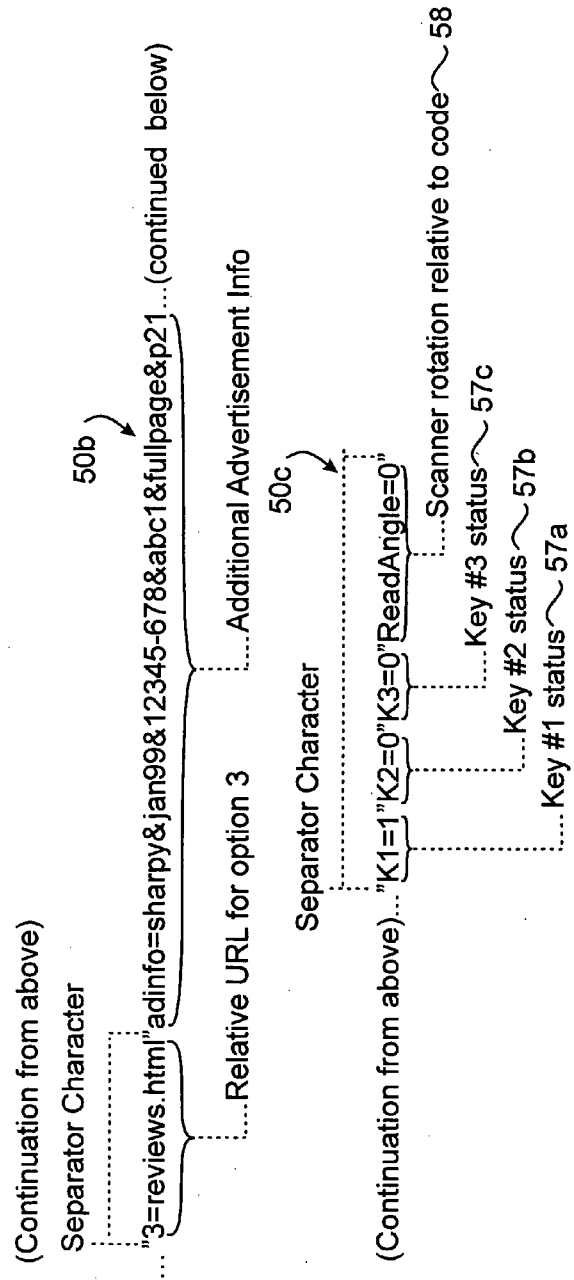 (Continuation from above)
Separator Character
50b
... "3=reviews.html"adinfo=sharpy&jan99&12345-678&abc1&fullpage&p21...(continued below)
Additional Advertisement Info
Relative URL for option 3
Separator Character
50c
(Continuation from above)... "K1=1"K2=0"K3=0"ReadAngle=0"
Scanner rotation relative to code 58
Key #3 status 57c
Key #2 status 57b
Key #1 status 57a